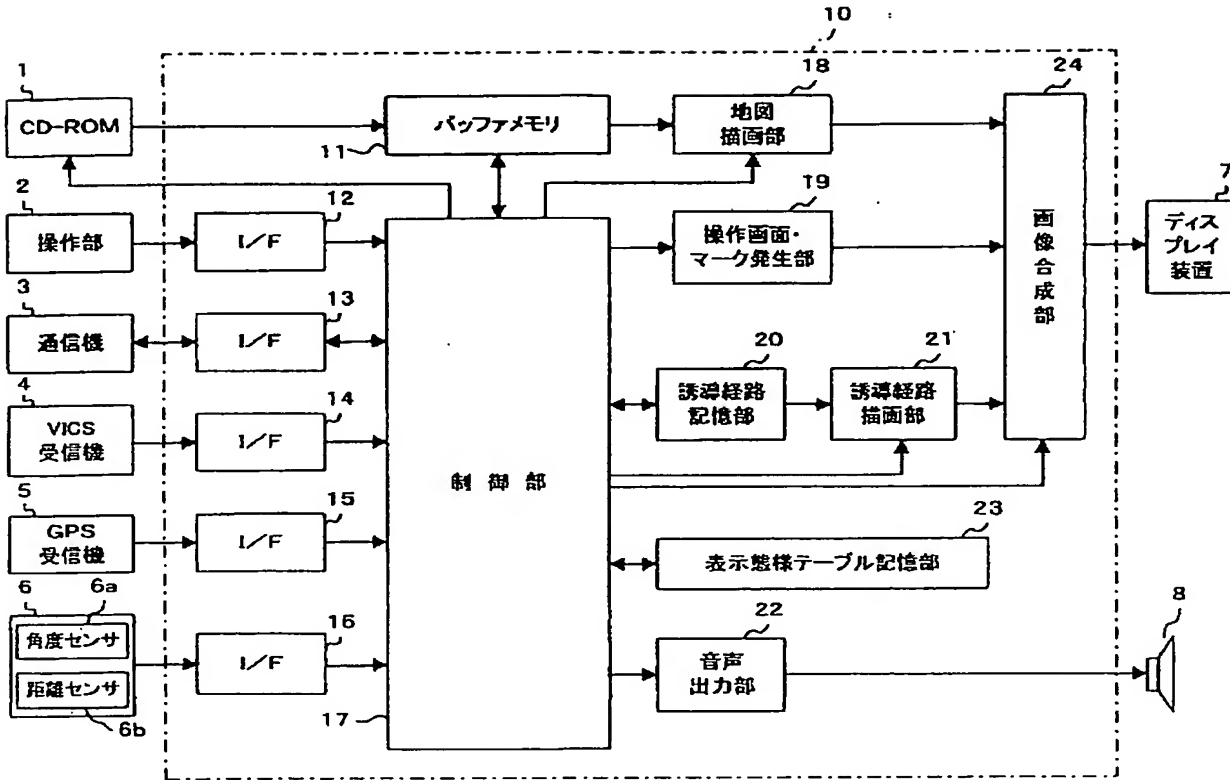 10
1
CD-ROM
バッファメモリ
11
18
地図
描画部
24
画像合成部
7
ディス
プレイ
装置
2
操作部
12
I/F
19
操作画面・
マーク発生部
3
通信機
13
I/F
20
誘導経路
記憶部
21
誘導経路
描画部
4
VICS
受信機
14
I/F
制御部
17
5
GPS
受信機
15
I/F
23
表示態様テーブル記憶部
6
6a
角度センサ
距離センサ
6b
16
I/F
22
音声
出力部
8